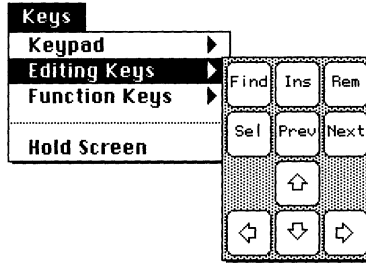 Keys
Keypad
Editing Keys
Function Keys
Hold Screen
Find Ins Rem
Sel Prev Next